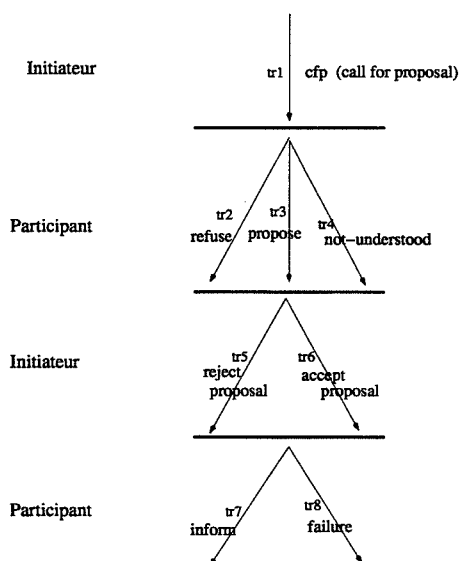 Initiateur
tr1 cfp (call for proposal)
Participant
tr2 refuse
tr3 propose
tr4 not-understood
Initiateur
tr5 reject proposal
tr6 accept proposal
Participant
tr7 inform
tr8 failure